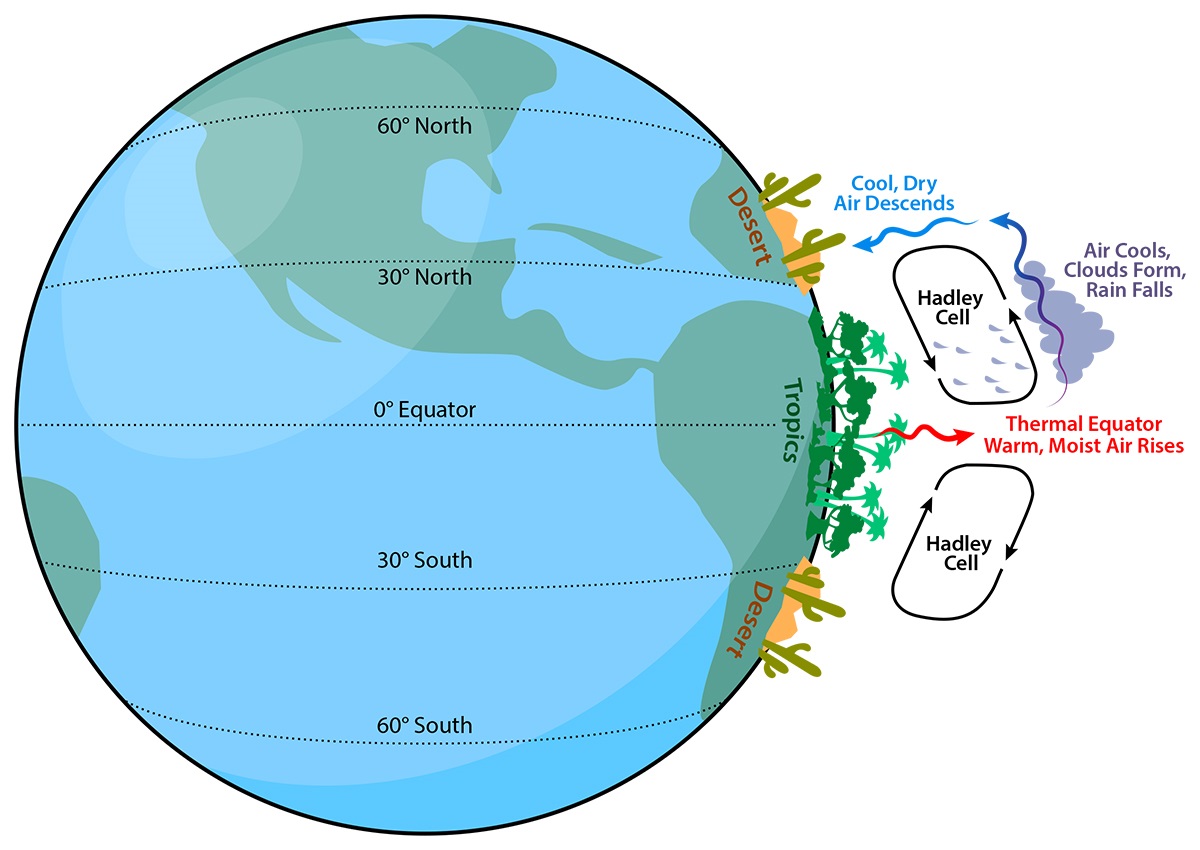 60° North
30° North
0° Equator
30° South
60° South
Desert
Tropics
Desert
Cool, Dry
Air Descends
Air Cools,
Clouds Form,
Rain Falls
Hadley
Cell
Thermal Equator
Warm, Moist Air Rises
Hadley
Cell